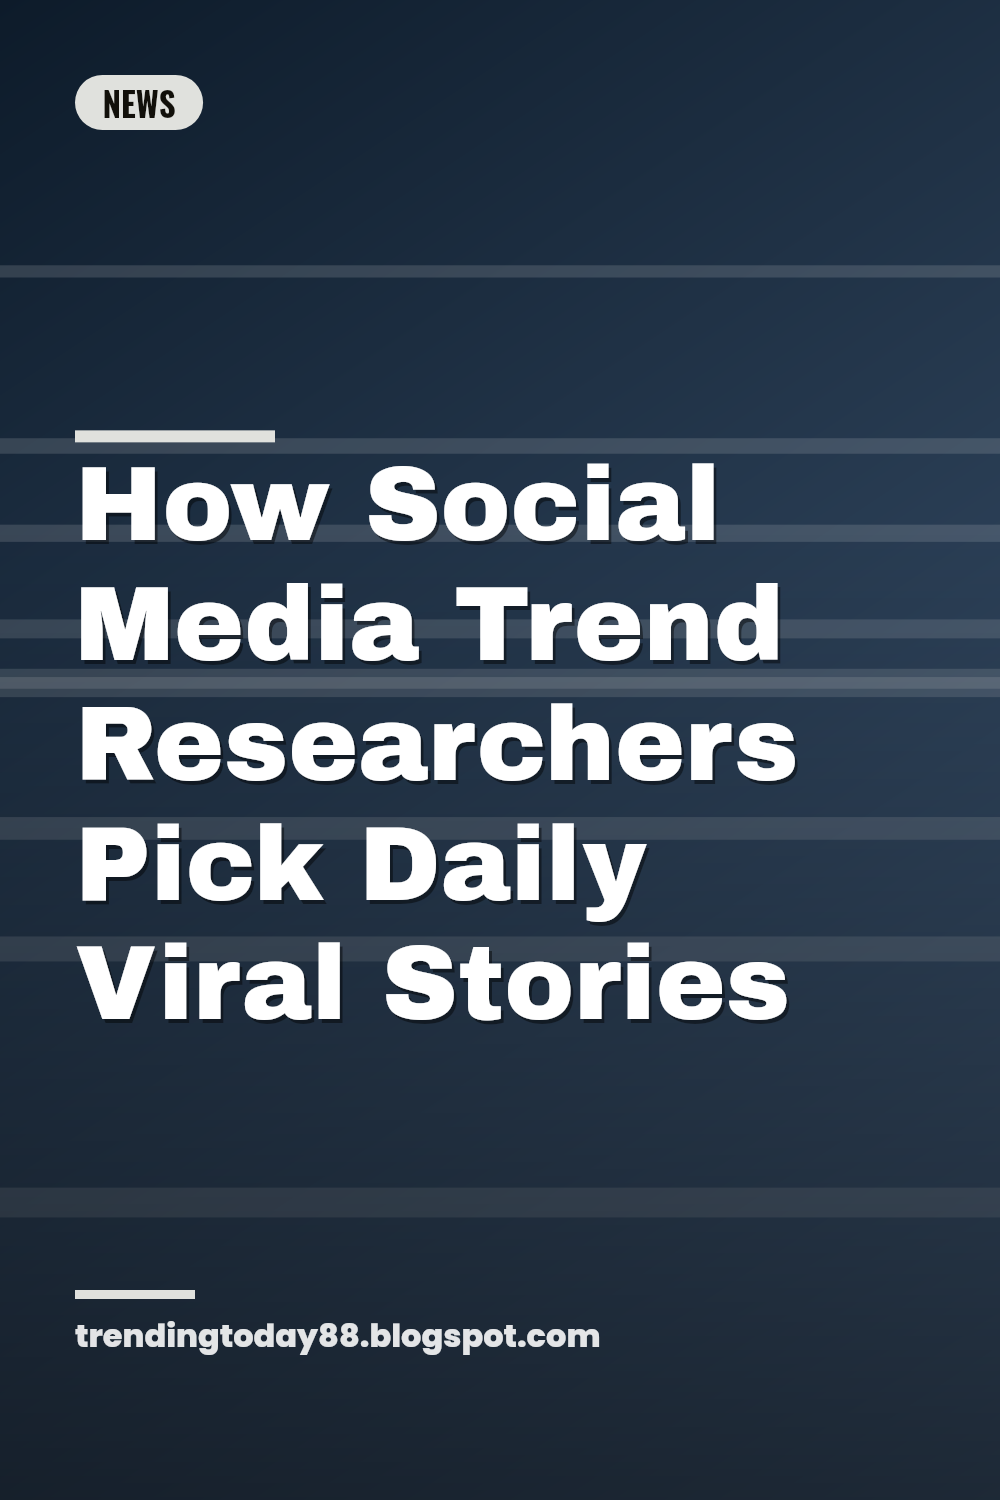 NEWS
How Social
Media Trend
Researchers
Pick Daily
Viral Stories
trendingtoday88.blogspot.com